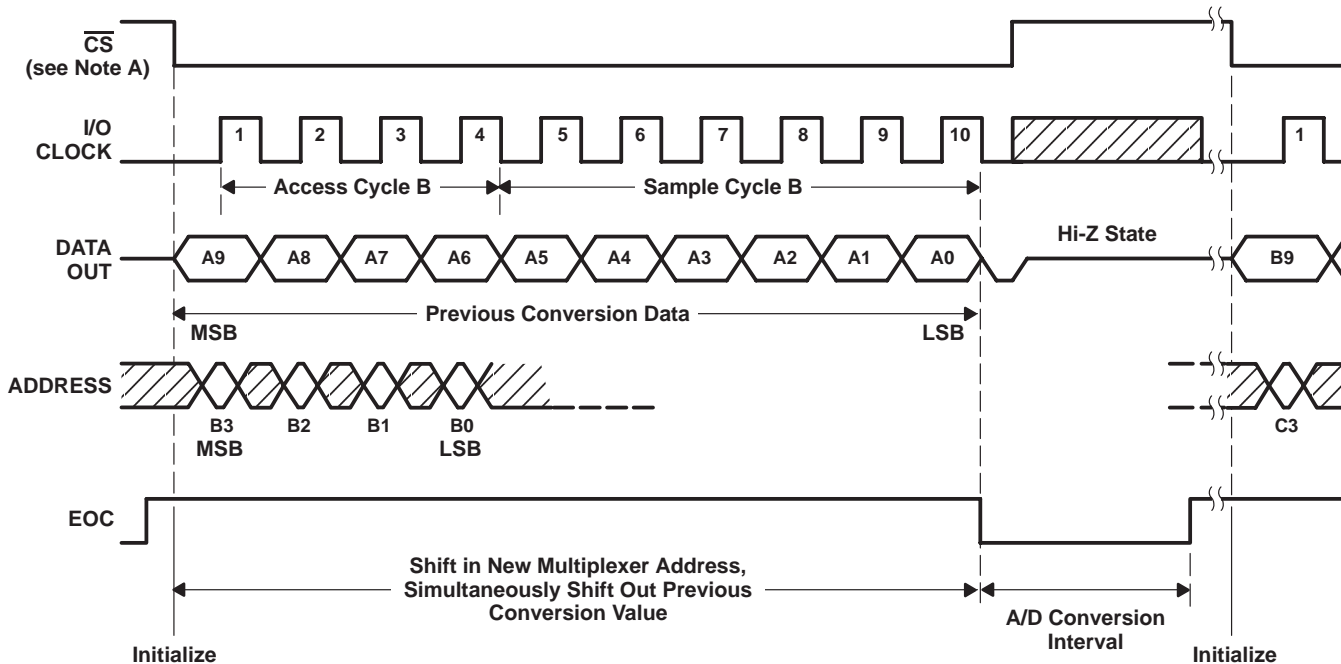 CS
(see Note A)
I/O
CLOCK
1 2 3 4 5 6 7 8 9 10 1
Access Cycle B Sample Cycle B
DATA
OUT
A9 A8 A7 A6 A5 A4 A3 A2 A1 A0 Hi-Z State B9
Previous Conversion Data
MSB LSB
ADDRESS
B3 B2 B1 B0 C3
MSB LSB
EOC
Shift in New Multiplexer Address,
Simultaneously Shift Out Previous
Conversion Value
A/D Conversion
Interval
Initialize Initialize